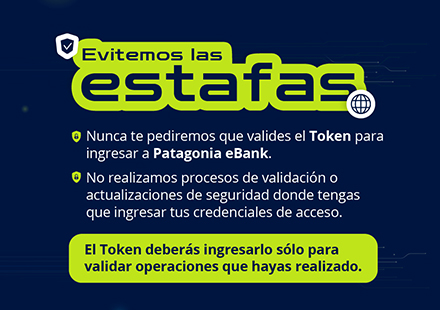 Evitemos las
estafas
Nunca te pediremos que valides el Token para
ingresar a Patagonia eBank.
No realizamos procesos de validación o
actualizaciones de seguridad donde tengas
que ingresar tus credenciales de acceso.
El Token deberás ingresarlo sólo para
validar operaciones que hayas realizado.